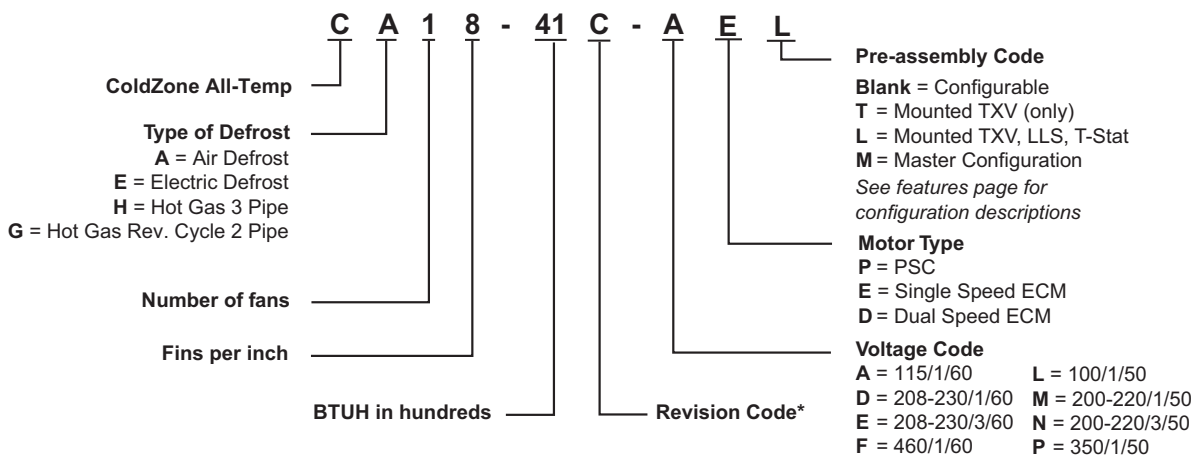 C A 1 8 - 41 C - A E L
ColdZone All-Temp
Type of Defrost
A = Air Defrost
E = Electric Defrost
H = Hot Gas 3 Pipe
G = Hot Gas Rev. Cycle 2 Pipe
Number of fans
Fins per inch
BTUH in hundreds
Revision Code*
Pre-assembly Code
Blank = Configurable
T = Mounted TXV (only)
L = Mounted TXV, LLS, T-Stat
M = Master Configuration
See features page for
configuration descriptions
Motor Type
P = PSC
E = Single Speed ECM
D = Dual Speed ECM
Voltage Code
A = 115/1/60 L = 100/1/50
D = 208-230/1/60 M = 200-220/1/50
E = 208-230/3/60 N = 200-220/3/50
F = 460/1/60 P = 350/1/50